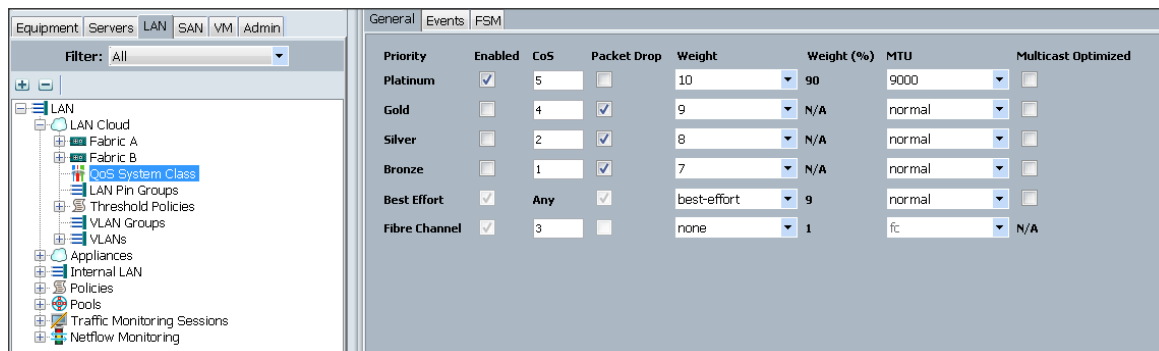 Equipment Servers LAN SAN VM Admin
Filter: All
LAN
LAN Cloud
Fabric A
Fabric B
QoS System Class
LAN Pin Groups
Threshold Policies
VLAN Groups
VLANs
Appliances
Internal LAN
Policies
Pools
Traffic Monitoring Sessions
Netflow Monitoring
General Events FSM
Priority Enabled CoS Packet Drop Weight Weight (%) MTU Multicast Optimized
Platinum 5 10 90 9000
Gold 4 9 N/A normal
Silver 2 8 N/A normal
Bronze 1 7 N/A normal
Best Effort Any best-effort 9 normal
Fibre Channel 3 none 1 fc N/A